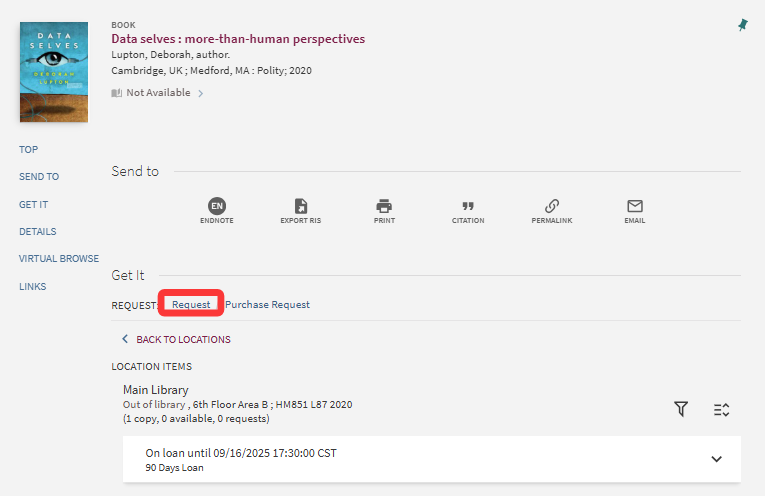 DATA
SELVES
DEBORAH
LUPTON
BOOK
Data selves : more-than-human perspectives
Lupton, Deborah, author.
Cambridge, UK ; Medford, MA : Polity; 2020
Not Available
TOP
SEND TO
GET IT
DETAILS
VIRTUAL BROWSE
LINKS
Send to
EN
ENDNOTE
EXPORT RIS
PRINT
CITATION
PERMALINK
EMAIL
Get It
REQUEST: Request Purchase Request
BACK TO LOCATIONS
LOCATION ITEMS
Main Library
Out of library , 6th Floor Area B ; HM851 L87 2020
(1 copy, 0 available, 0 requests)
On loan until 09/16/2025 17:30:00 CST
90 Days Loan